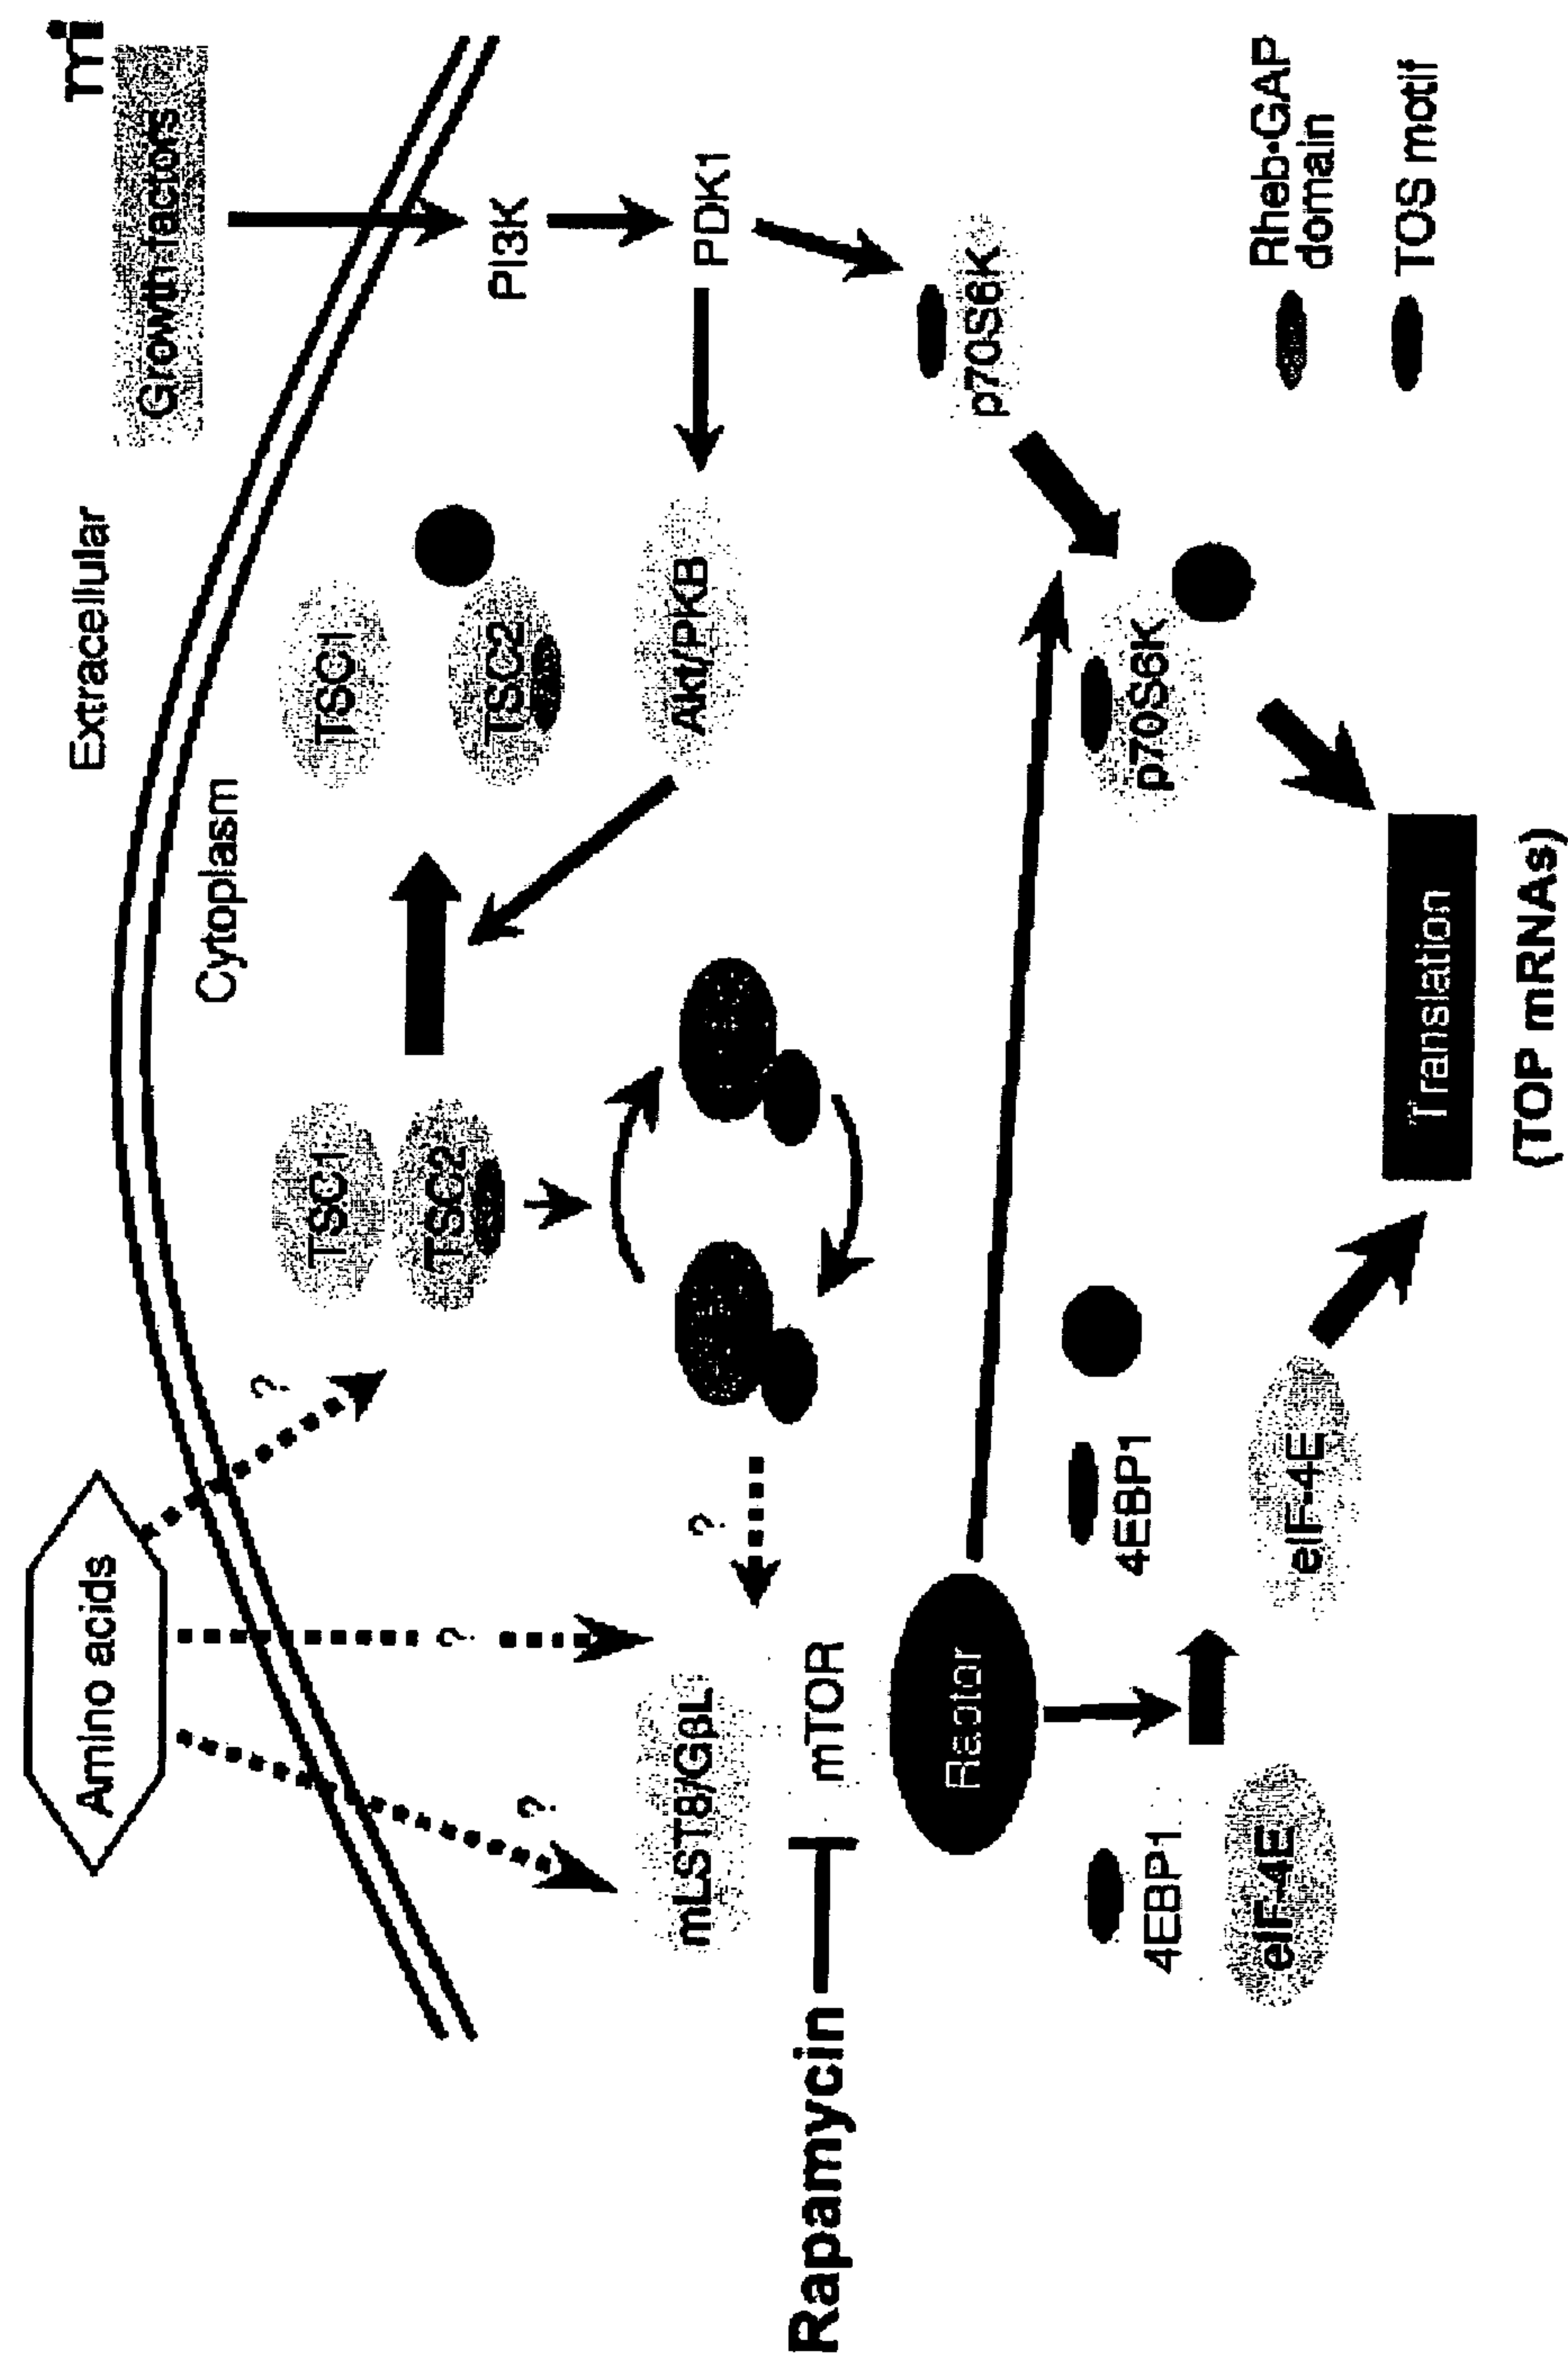 Amino acids
Extracellular
mi
Growth factors
Cytoplasm
?
TSC1
TSC1
?
TSC2
TSC2
PI3K
?
mLST8/GβL
?
Akt/PKB
PDK1
Rapamycin
mTOR
Raptor
p70S6K
4EBP1
4EBP1
p70S6K
eIF-4E
eIF-4E
Rheb-GAP
domain
Translation
TOS motif
(TOP mRNAs)